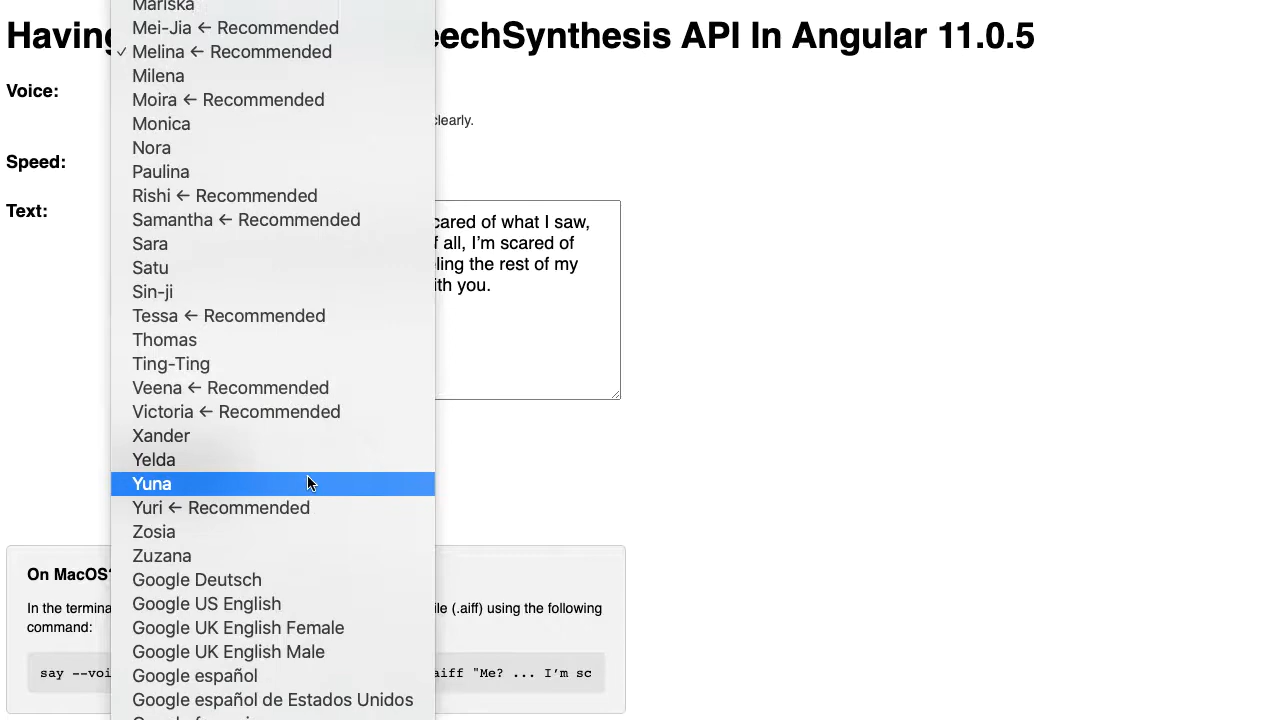 Having eechSynthesis API In Angular 11.0.5
Voice:
clearly.
Speed:
Text:
cared of what I saw,
f all, I’m scared of
ling the rest of my
ith you.
Mariska
Mei-Jia ← Recommended
✓ Melina ← Recommended
Milena
Moira ← Recommended
Monica
Nora
Paulina
Rishi ← Recommended
Samantha ← Recommended
Sara
Satu
Sin-ji
Tessa ← Recommended
Thomas
Ting-Ting
Veena ← Recommended
Victoria ← Recommended
Xander
Yelda
Yuna
Yuri ← Recommended
Zosia
Zuzana
Google Deutsch
Google US English
Google UK English Female
Google UK English Male
Google español
Google español de Estados Unidos
On MacOS?
In the termina ile (.aiff) using the following
command:
say --voi aiff "Me? ... I’m sc